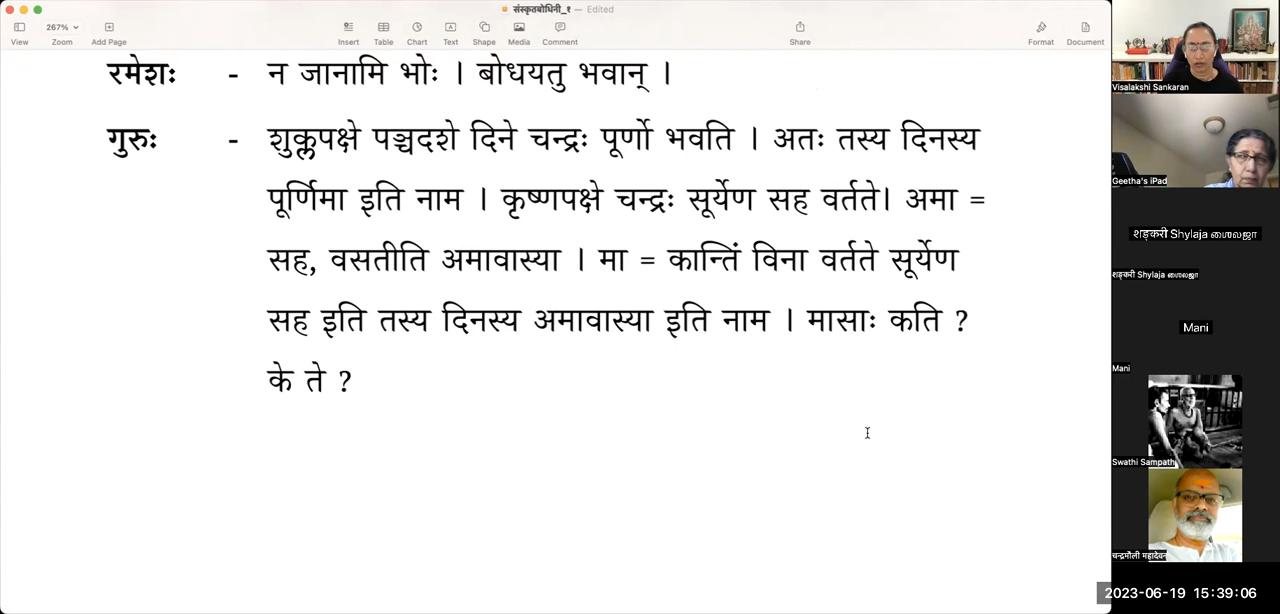 संस्कृतबोधिनी_१ — Edited
267%
View Zoom Add Page Insert Table Chart Text Shape Media Comment Share Format Document
रमेशः - न जानामि भोः । बोधयतु भवान् ।
गुरुः - शुक्लपक्षे पञ्चदशे दिने चन्द्रः पूर्णो भवति । अतः तस्य दिनस्य
पूर्णिमा इति नाम । कृष्णपक्षे चन्द्रः सूर्येण सह वर्तते। अमा =
सह, वसतीति अमावास्या । मा = कान्तिं विना वर्तते सूर्येण
सह इति तस्य दिनस्य अमावास्या इति नाम । मासाः कति ?
के ते ?
Visalakshi Sankaran
Geetha's iPad
शङ्करी Shylaja ஶைலஜா
शङ्करी Shylaja ஶைலஜா
Mani
Mani
Swathi Sampath
चन्द्रमौली महादेवन
2023-06-19 15:39:06